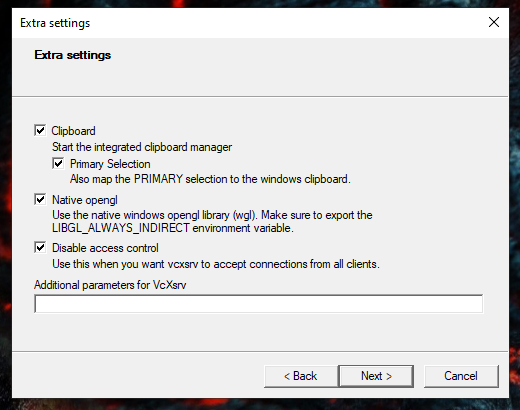 Extra settings
Extra settings
Clipboard
Start the integrated clipboard manager
Primary Selection
Also map the PRIMARY selection to the windows clipboard.
Native opengl
Use the native windows opengl library (wgl). Make sure to export the
LIBGL_ALWAYS_INDIRECT environment variable.
Disable access control
Use this when you want vcxsrv to accept connections from all clients.
Additional parameters for VcXsrv
< Back Next > Cancel